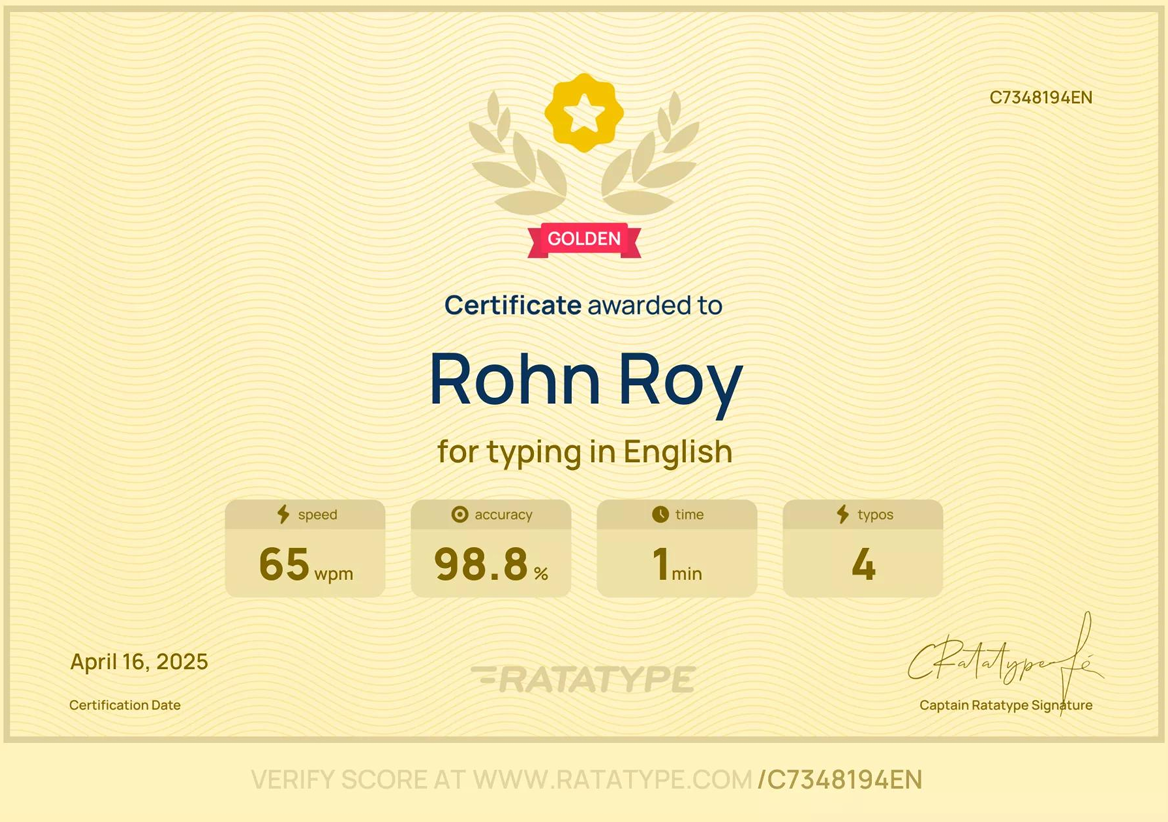 C7348194EN
GOLDEN
Certificate awarded to
Rohn Roy
for typing in English
speed
65 wpm
accuracy
98.8 %
time
1 min
typos
4
April 16, 2025
Certification Date
RATATYPE
CRatatype
Captain Ratatype Signature
VERIFY SCORE AT WWW.RATATYPE.COM /C7348194EN